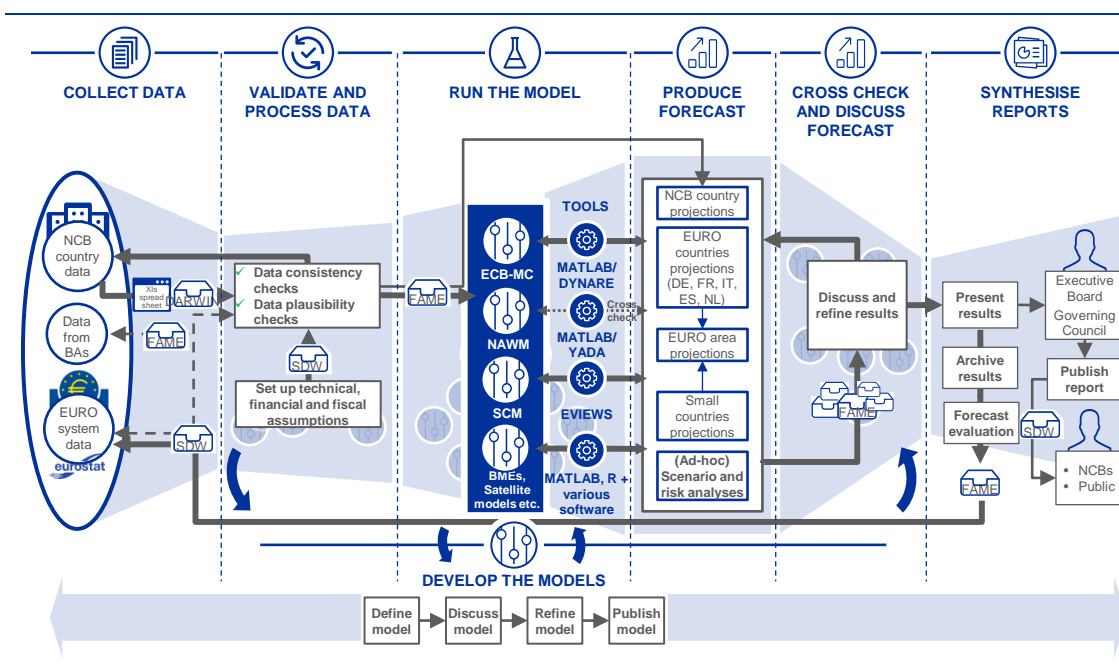 COLLECT DATA
VALIDATE AND
PROCESS DATA
RUN THE MODEL
PRODUCE
FORECAST
CROSS CHECK
AND DISCUSS
FORECAST
SYNTHESISE
REPORTS
NCB
country
data
Xls
spread
sheet
DARWIN
Data
from
BAs
FAME
EURO
system
data
SDW
eurostat
✓ Data consistency
checks
✓ Data plausibility
checks
SDW
Set up technical,
financial and fiscal
assumptions
FAME
ECB-MC
NAWM
SCM
BMEs,
Satellite
models etc.
TOOLS
MATLAB/
DYNARE
Cross
check
MATLAB/
YADA
EVIEWS
MATLAB, R +
various
software
NCB country
projections
EURO
countries
projections
(DE, FR, IT,
ES, NL)
EURO area
projections
Small
countries
projections
(Ad-hoc)
Scenario and
risk analyses
Discuss and
refine results
FAME
Present
results
Archive
results
Forecast
evaluation
FAME
Executive
Board
Governing
Council
Publish
report
SDW
• NCBs
• Public
DEVELOP THE MODELS
Define
model
Discuss
model
Refine
model
Publish
model